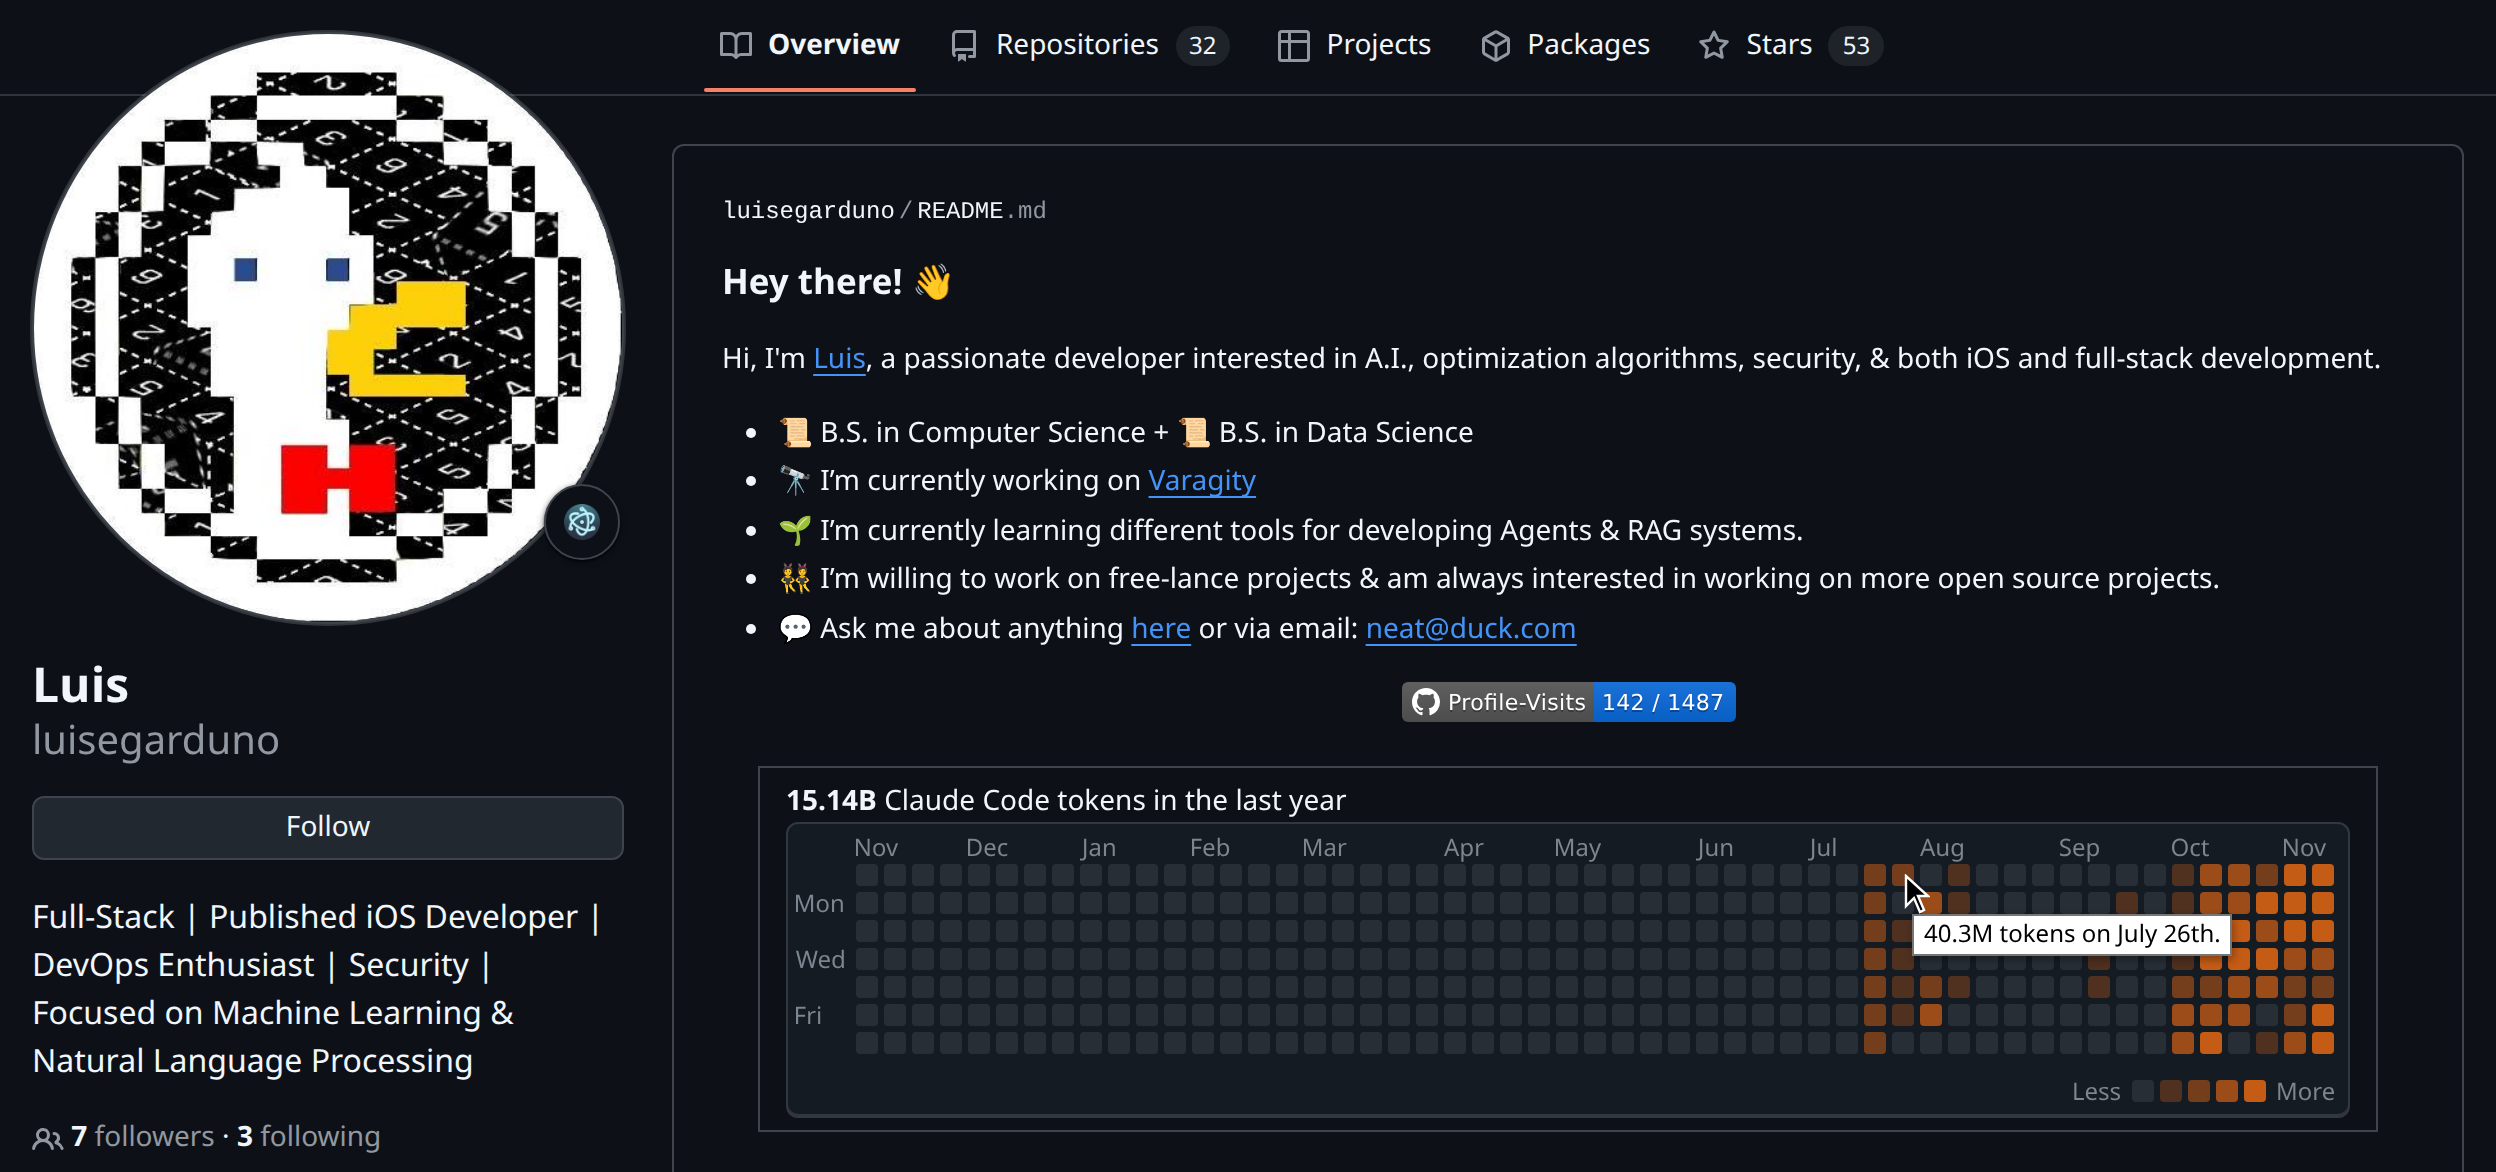 Overview
Repositories 32
Projects
Packages
Stars 53
luisegarduno/README.md
Hey there! 👋
Hi, I'm Luis, a passionate developer interested in A.I., optimization algorithms, security, & both iOS and full-stack development.
📜 B.S. in Computer Science + 📜 B.S. in Data Science
🔭 I’m currently working on Varagity
🌱 I’m currently learning different tools for developing Agents & RAG systems.
👯 I’m willing to work on free-lance projects & am always interested in working on more open source projects.
💬 Ask me about anything here or via email: neat@duck.com
Profile-Visits 142 / 1487
15.14B Claude Code tokens in the last year
Nov Dec Jan Feb Mar Apr May Jun Jul Aug Sep Oct Nov
Mon
40.3M tokens on July 26th.
Wed
Fri
Less More
Luis
luisegarduno
Follow
Full-Stack | Published iOS Developer |
DevOps Enthusiast | Security |
Focused on Machine Learning &
Natural Language Processing
7 followers · 3 following